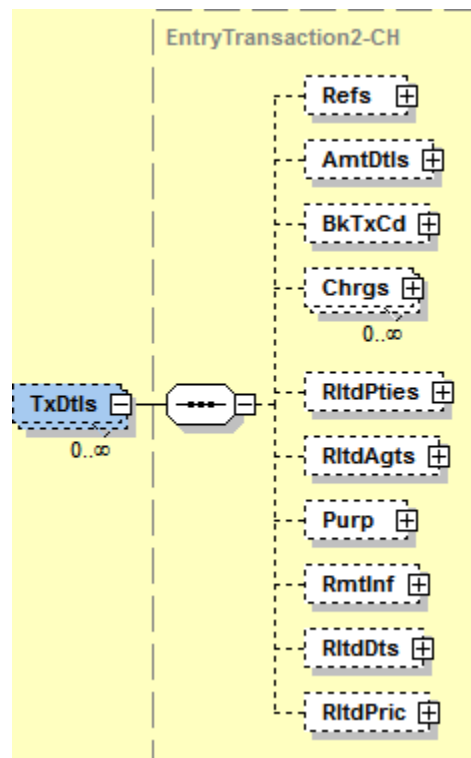 EntryTransaction2-CH
Refs
AmtDtls
BkTxCd
Chrgs
0..∞
TxDtls
0..∞
RltdPties
RltdAgts
Purp
RmtInf
RltdDts
RltdPric